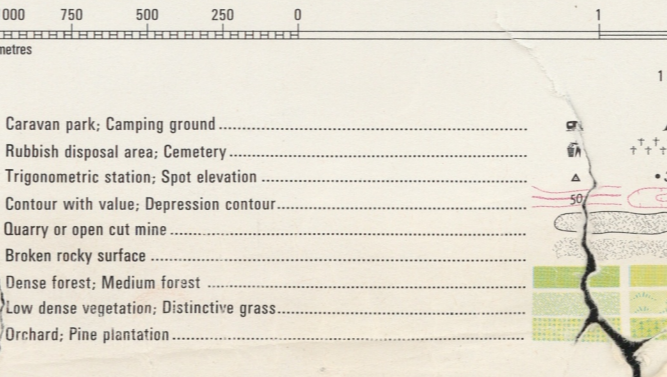 000 750 500 250 0 1
metres
1
Caravan park; Camping ground
Rubbish disposal area; Cemetery
Trigonometric station; Spot elevation
Contour with value; Depression contour 50
Quarry or open cut mine
Broken rocky surface
Dense forest; Medium forest
Low dense vegetation; Distinctive grass
Orchard; Pine plantation